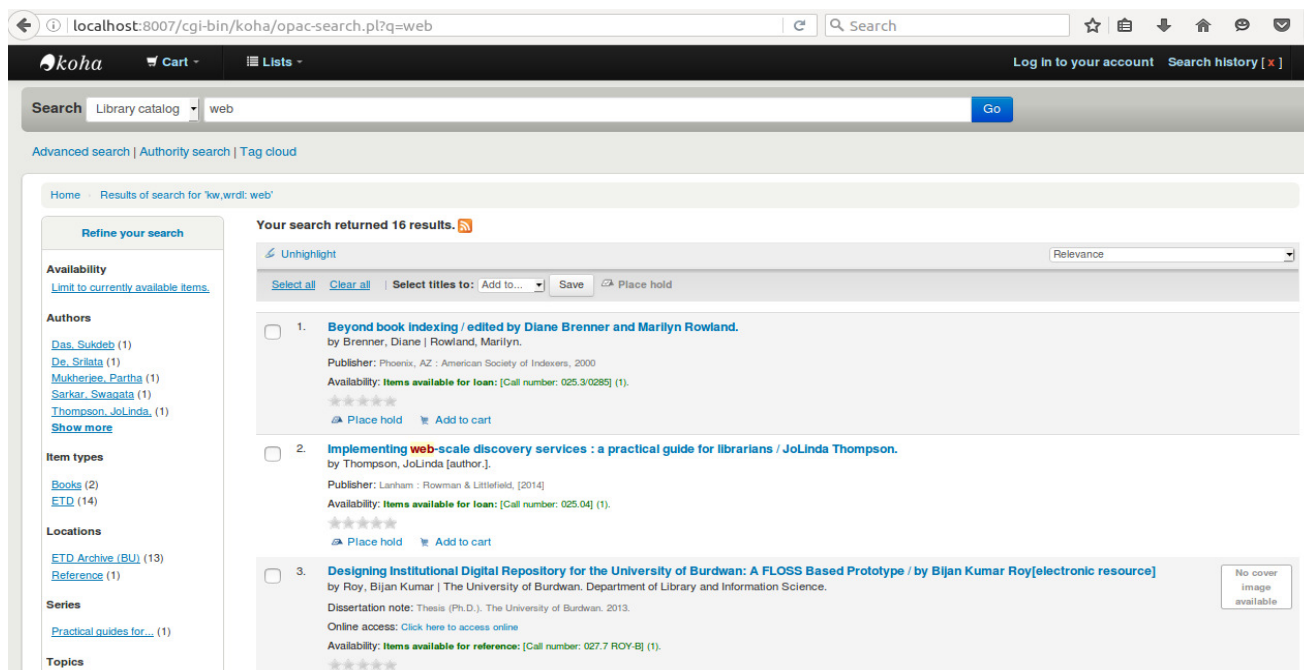 localhost:8007/cgi-bin/koha/opac-search.pl?q=web
Search
koha
Cart
Lists
Log in to your account
Search history [x]
Search
Library catalog
web
Go
Advanced search | Authority search | Tag cloud
Home
Results of search for 'kw,wrdl: web'
Refine your search
Availability
Limit to currently available items.
Authors
Das, Sukdeb (1)
De, Srilata (1)
Mukherjee, Partha (1)
Sarkar, Swagata (1)
Thompson, JoLinda, (1)
Show more
Item types
Books (2)
ETD (14)
Locations
ETD Archive (BU) (13)
Reference (1)
Series
Practical guides for... (1)
Topics
Your search returned 16 results.
Unhighlight
Relevance
Select all
Clear all
| Select titles to:
Add to...
Save
Place hold
1.
Beyond book indexing / edited by Diane Brenner and Marilyn Rowland.
by Brenner, Diane | Rowland, Marilyn.
Publisher: Phoenix, AZ : American Society of Indexers, 2000
Availability: Items available for loan: [Call number: 025.3/0285] (1).
Place hold
Add to cart
2.
Implementing web-scale discovery services : a practical guide for librarians / JoLinda Thompson.
by Thompson, JoLinda [author.].
Publisher: Lanham : Rowman & Littlefield, [2014]
Availability: Items available for loan: [Call number: 025.04] (1).
Place hold
Add to cart
3.
Designing Institutional Digital Repository for the University of Burdwan: A FLOSS Based Prototype / by Bijan Kumar Roy[electronic resource]
by Roy, Bijan Kumar | The University of Burdwan. Department of Library and Information Science.
Dissertation note: Thesis (Ph.D.). The University of Burdwan. 2013.
Online access: Click here to access online
Availability: Items available for reference: [Call number: 027.7 ROY-B] (1).
No cover
image
available